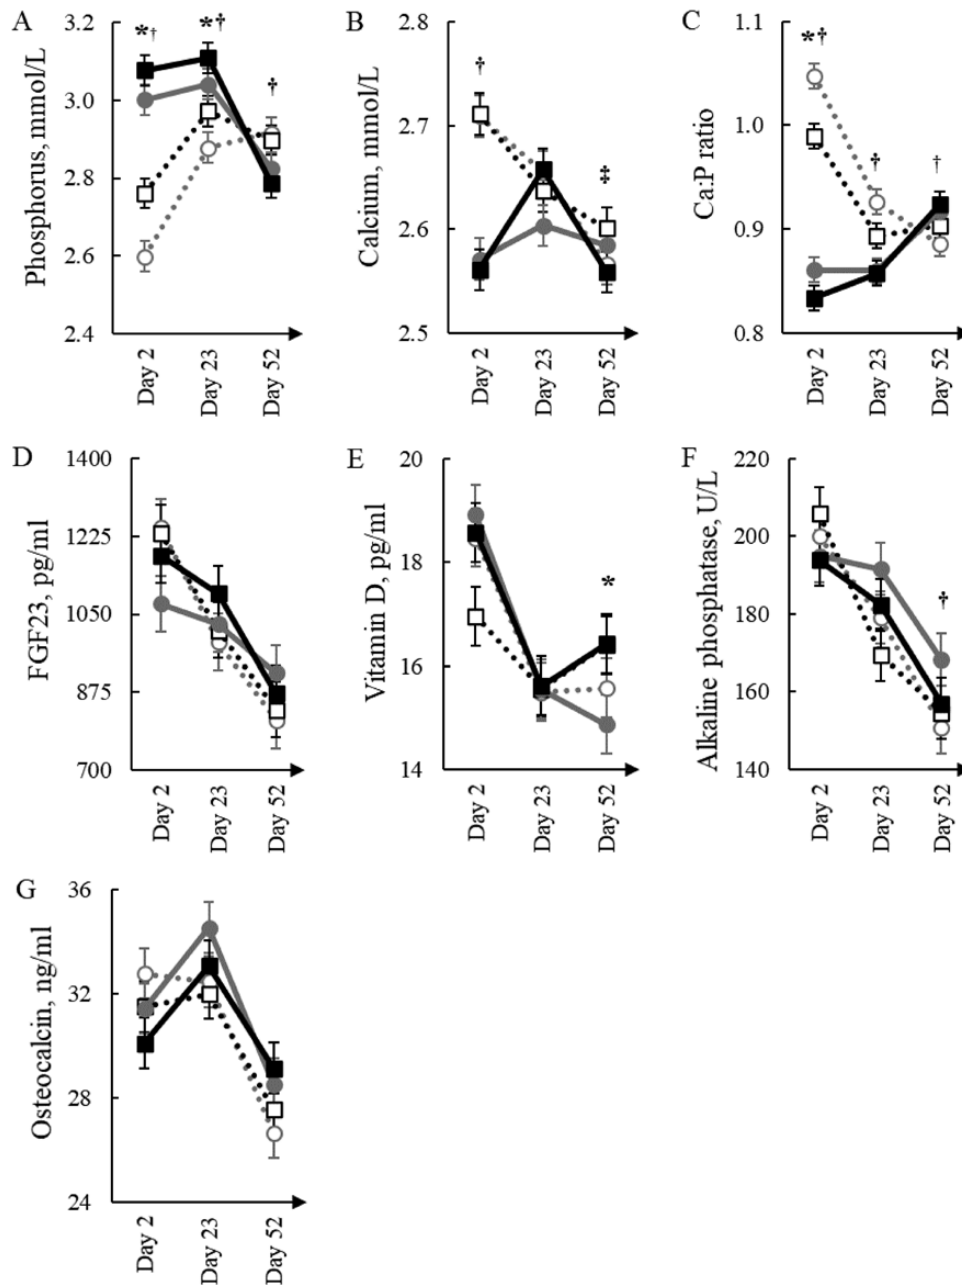 A
Phosphorus, mmol/L
3.2
3.0
2.8
2.6
2.4
*†
*†
†
Day 2
Day 23
Day 52
B
Calcium, mmol/L
2.8
2.7
2.6
2.5
†
‡
Day 2
Day 23
Day 52
C
Ca:P ratio
1.1
1.0
0.9
0.8
*†
†
†
Day 2
Day 23
Day 52
D
FGF23, pg/ml
1400
1225
1050
875
700
Day 2
Day 23
Day 52
E
Vitamin D, pg/ml
20
18
16
14
*
Day 2
Day 23
Day 52
F
Alkaline phosphatase, U/L
220
200
180
160
140
†
Day 2
Day 23
Day 52
G
Osteocalcin, ng/ml
36
32
28
24
Day 2
Day 23
Day 52